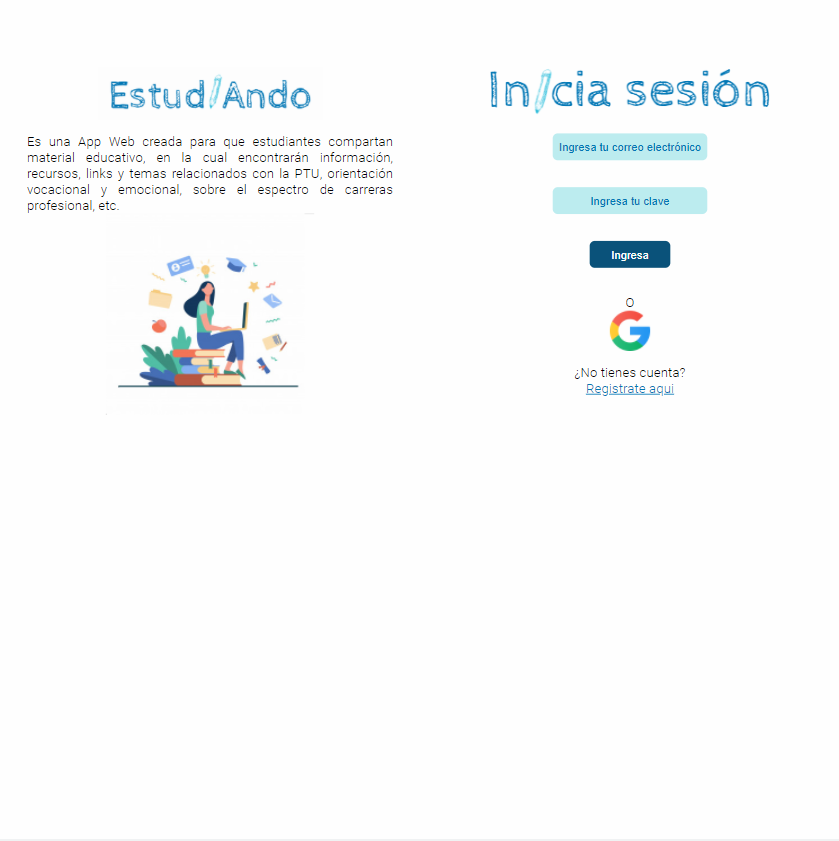 Estudiando
Es una App Web creada para que estudiantes compartan
material educativo, en la cual encontrarán información,
recursos, links y temas relacionados con la PTU, orientación
vocacional y emocional, sobre el espectro de carreras
profesional, etc.
Inicia sesión
Ingresa tu correo electrónico
Ingresa tu clave
Ingresa
O
G
¿No tienes cuenta?
Registrate aqui